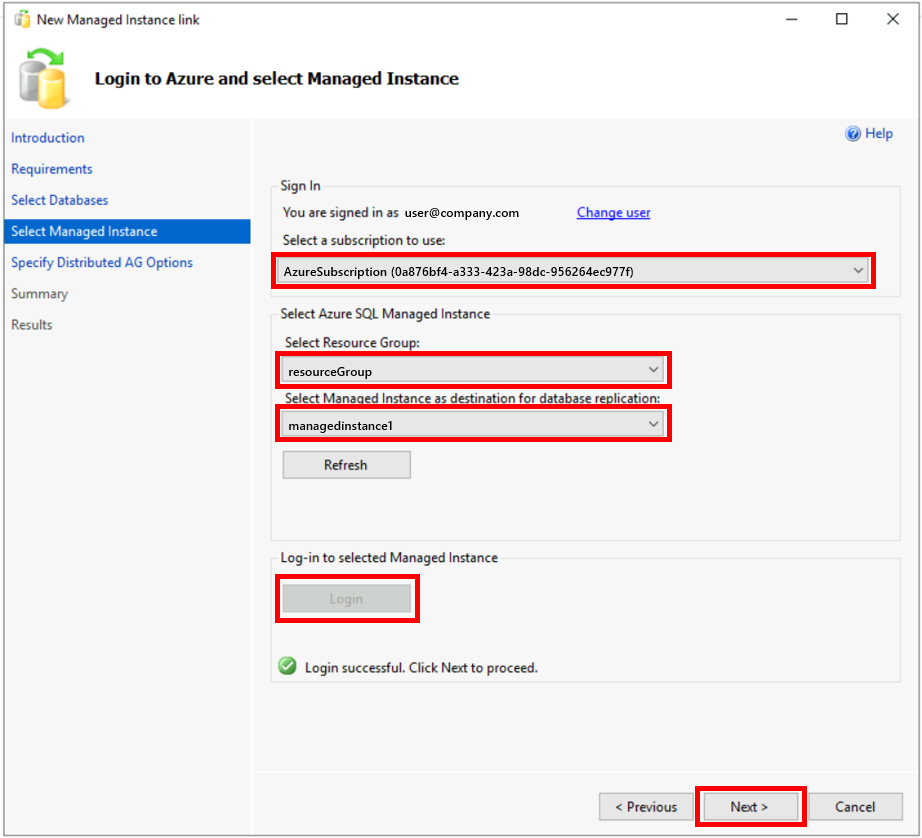 New Managed Instance link
Login to Azure and select Managed Instance
Introduction
Requirements
Select Databases
Select Managed Instance
Specify Distributed AG Options
Summary
Results
Help
Sign In
You are signed in as user@company.com Change user
Select a subscription to use:
AzureSubscription (0a876bf4-a333-423a-98dc-956264ec977f)
Select Azure SQL Managed Instance
Select Resource Group:
resourceGroup
Select Managed Instance as destination for database replication:
managedinstance1
Refresh
Log-in to selected Managed Instance
Login
Login successful. Click Next to proceed.
< Previous Next > Cancel